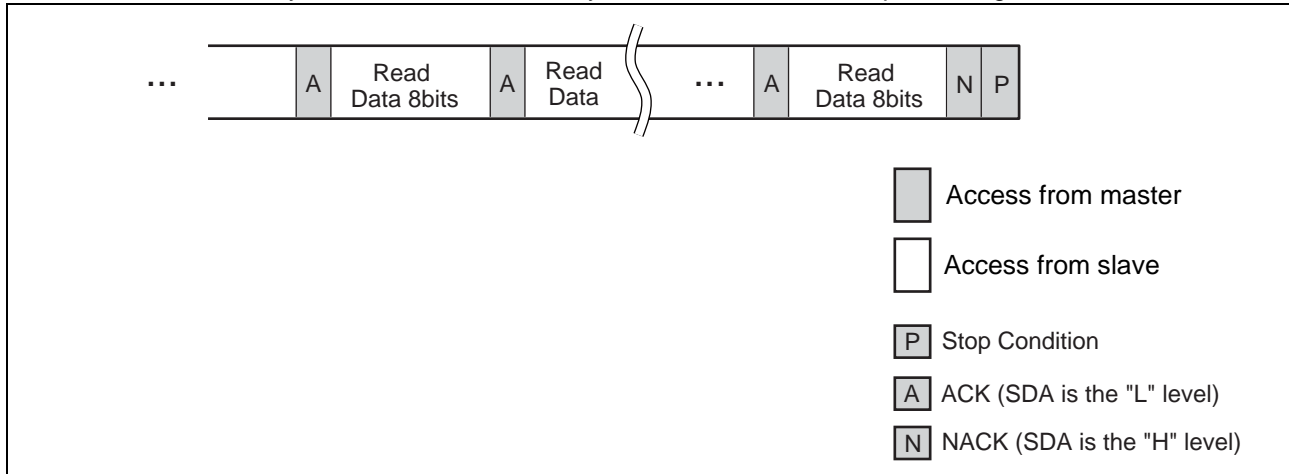 ... A Read Data 8bits A Read Data ... A Read Data 8bits N P
Access from master
Access from slave
P Stop Condition
A ACK (SDA is the "L" level)
N NACK (SDA is the "H" level)